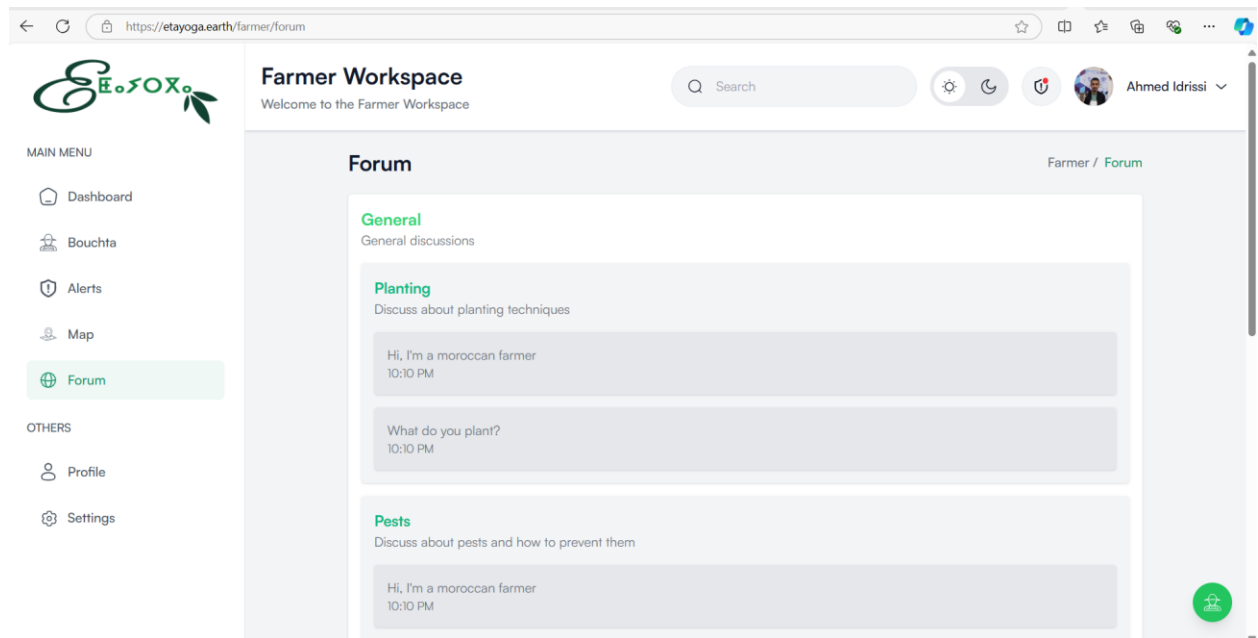 https://etayoga.earth/farmer/forum
Farmer Workspace
Welcome to the Farmer Workspace
Search
Ahmed Idrissi
MAIN MENU
Dashboard
Bouchta
Alerts
Map
Forum
OTHERS
Profile
Settings
Forum
Farmer / Forum
General
General discussions
Planting
Discuss about planting techniques
Hi, I'm a moroccan farmer
10:10 PM
What do you plant?
10:10 PM
Pests
Discuss about pests and how to prevent them
Hi, I'm a moroccan farmer
10:10 PM